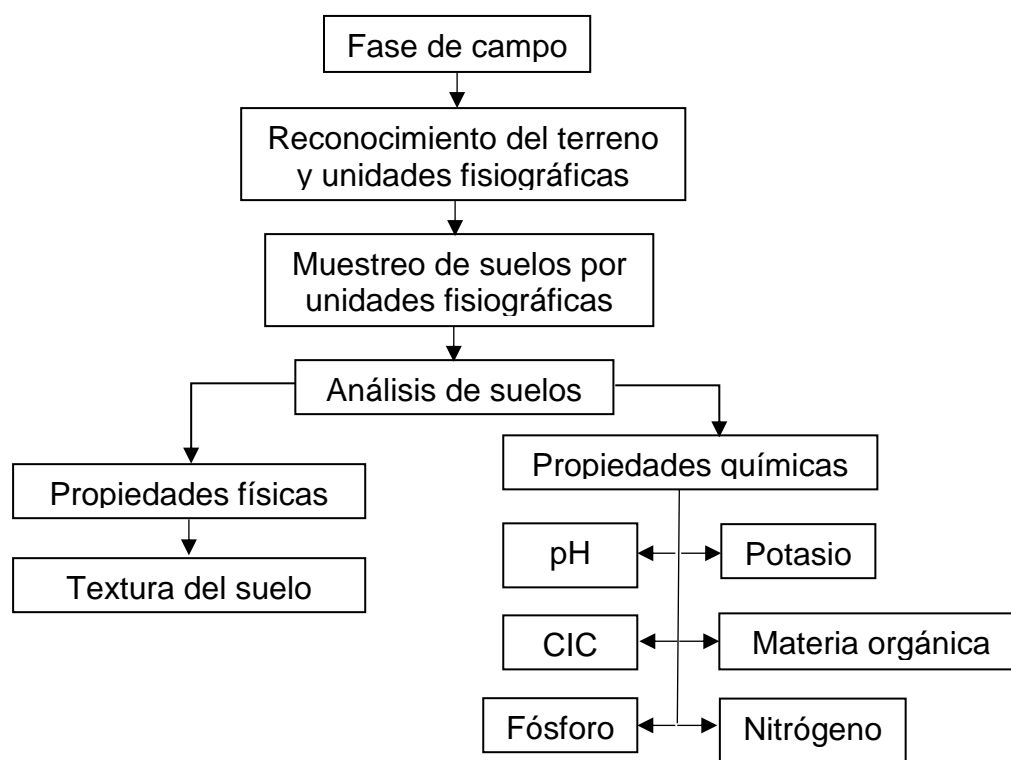 Fase de campo
Reconocimiento del terreno
y unidades fisiográficas
Muestreo de suelos por
unidades fisiográficas
Análisis de suelos
Propiedades físicas
Propiedades químicas
Textura del suelo
pH
Potasio
CIC
Materia orgánica
Fósforo
Nitrógeno